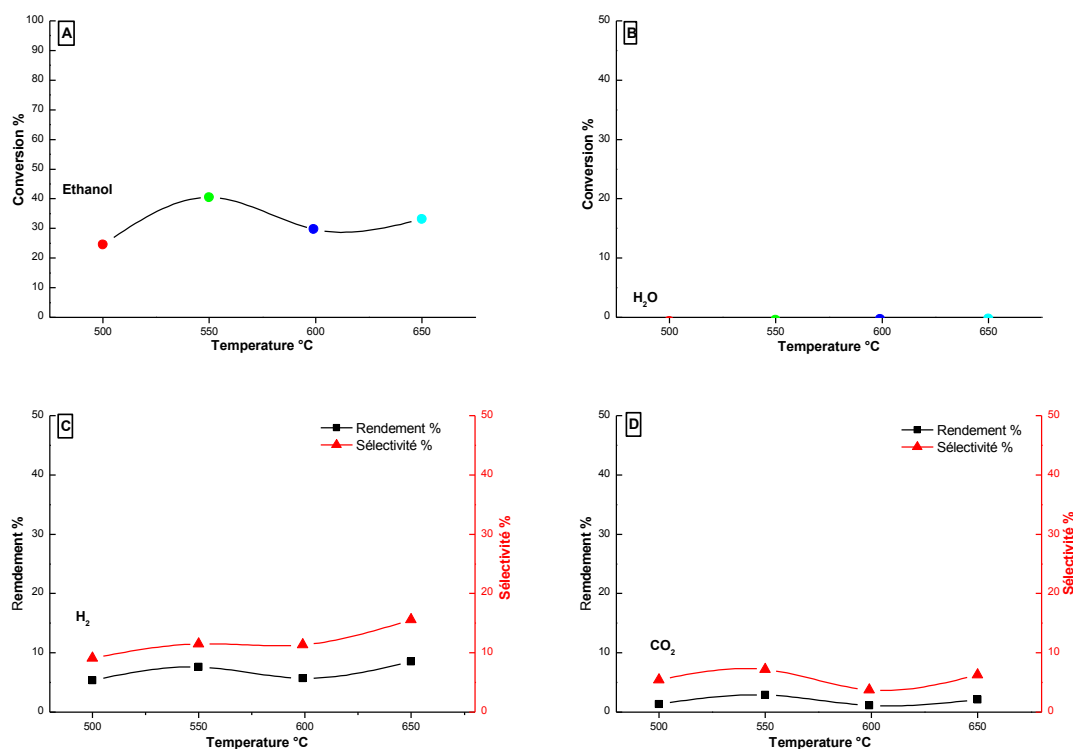 A
100
90
80
70
60
50
40
30
20
10
0
Conversion %
Ethanol
500 550 600 650
Temperature °C
B
50
40
30
20
10
0
Conversion %
H₂O
500 550 600 650
Temperature °C
C
Rendement %
Sélectivité %
50
40
30
20
10
0
Remdement %
H₂
50
40
30
20
10
0
Sélectivité %
500 550 600 650
Temperature °C
D
Rendement %
Sélectivité %
50
40
30
20
10
0
Remdement %
CO₂
50
40
30
20
10
0
Sélectivité %
500 550 600 650
Temperature °C